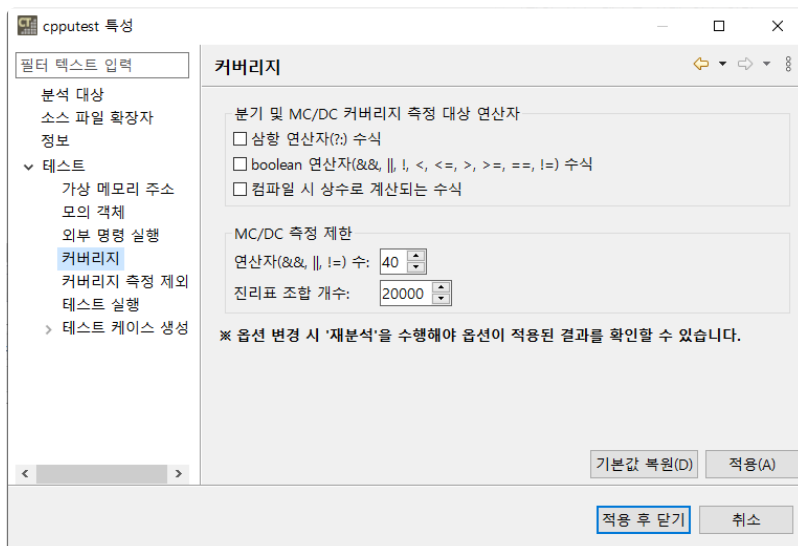 cpputest 특성
필터 텍스트 입력
분석 대상
소스 파일 확장자
정보
테스트
가상 메모리 주소
모의 객체
외부 명령 실행
커버리지
커버리지 측정 제외
테스트 실행
테스트 케이스 생성
커버리지
분기 및 MC/DC 커버리지 측정 대상 연산자
삼항 연산자(?:) 수식
boolean 연산자(&&, ||, !, <, <=, >, >=, ==, !=) 수식
컴파일 시 상수로 계산되는 수식
MC/DC 측정 제한
연산자(&&, ||, !=) 수: 40
진리표 조합 개수: 20000
※ 옵션 변경 시 '재분석'을 수행해야 옵션이 적용된 결과를 확인할 수 있습니다.
기본값 복원(D) 적용(A)
적용 후 닫기 취소